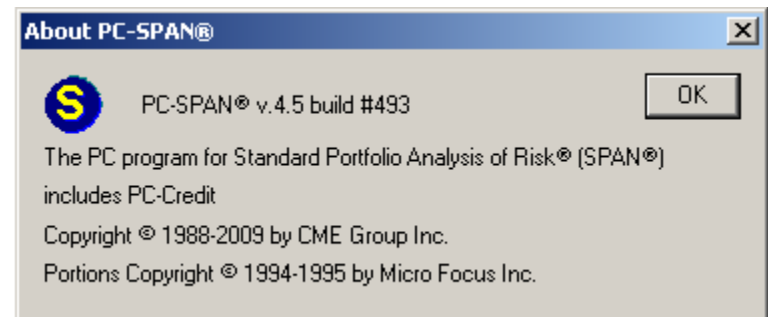 About PC-SPAN®
S
OK
PC-SPAN® v.4.5 build #493
The PC program for Standard Portfolio Analysis of Risk® (SPAN®)
includes PC-Credit
Copyright © 1988-2009 by CME Group Inc.
Portions Copyright © 1994-1995 by Micro Focus Inc.